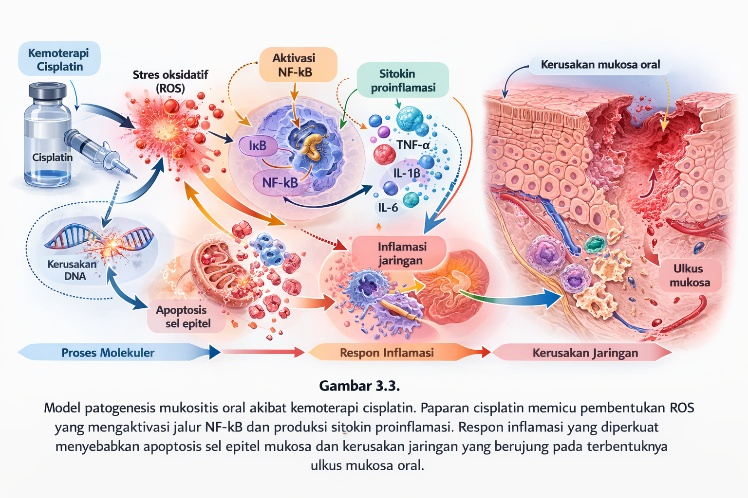 Kemoterapi
Cisplatin
Stres oksidatif
(ROS)
Aktivasi
NF-kB
Sitokin
proinflamasi
Kerusakan mukosa oral
Cisplatin
IκB
NF-kB
TNF-α
IL-1B
IL-6
Kerusakan
DNA
Apoptosis
sel epitel
Inflamasi
jaringan
Ulkus
mukosa
Proses Molekuler
Respon Inflamasi
Kerusakan Jaringan
Gambar 3.3.
Model patogenesis mukositis oral akibat kemoterapi cisplatin. Paparan cisplatin memicu pembentukan ROS
yang mengaktivasi jalur NF-kB dan produksi sitokin proinflamasi. Respon inflamasi yang diperkuat
menyebabkan apoptosis sel epitel mukosa dan kerusakan jaringan yang berujung pada terbentuknya
ulkus mukosa oral.